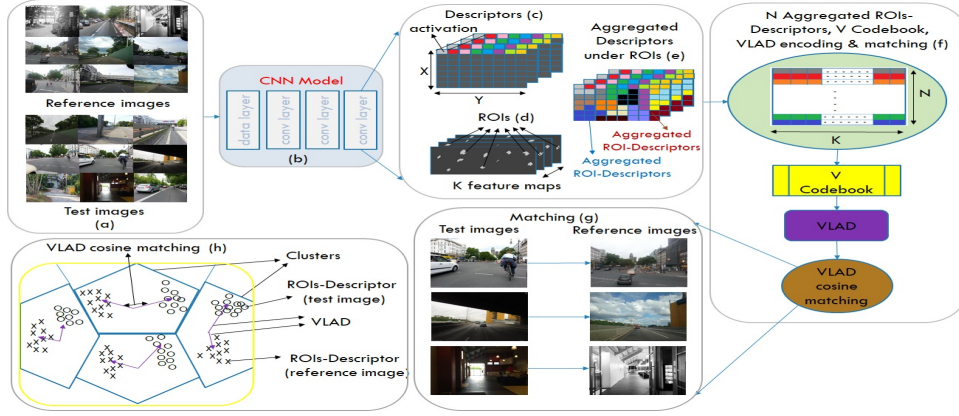 Reference images
Test images
(a)
CNN Model
data layer
conv layer
conv layer
conv layer
(b)
Descriptors (c)
activation
X
Y
ROIs (d)
K feature maps
Aggregated
Descriptors
under ROIs (e)
Aggregated
ROI-Descriptors
Aggregated
ROI-Descriptors
N Aggregated ROIs-
Descriptors, V Codebook,
VLAD encoding & matching (f)
N
K
V
Codebook
VLAD
VLAD
cosine
matching
Matching (g)
Test images
Reference images
VLAD cosine matching (h)
Clusters
ROIs-Descriptor
(test image)
VLAD
ROIs-Descriptor
(reference image)